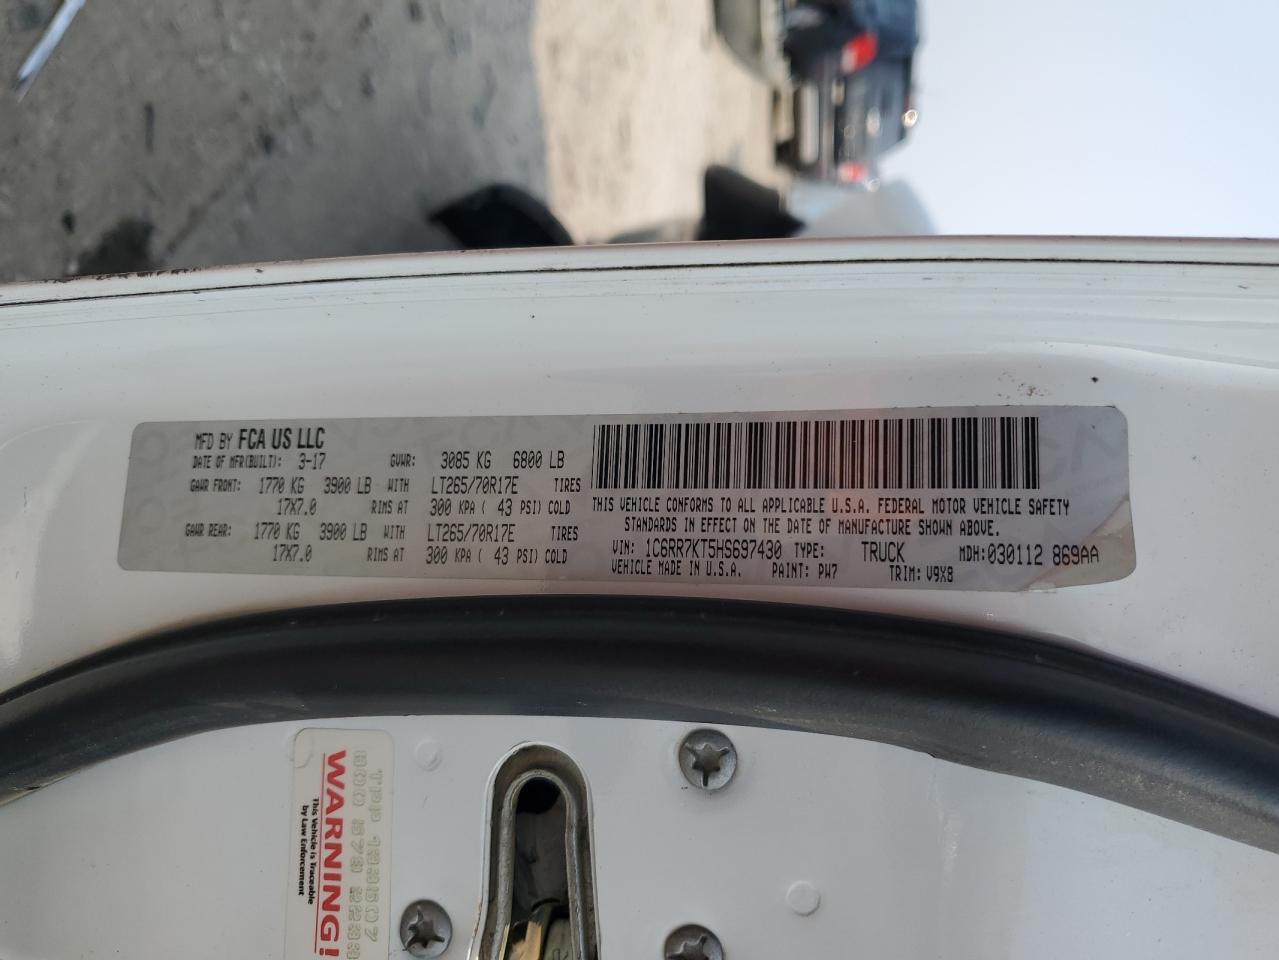 MFD BY FCA US LLC
DATE OF MFR(BUILT): 3-17 GVWR: 3085 KG 6800 LB
GAWR FRONT: 1770 KG 3900 LB WITH LT265/70R17E TIRES
17X7.0 RIMS AT 300 KPA ( 43 PSI) COLD
GAWR REAR: 1770 KG 3900 LB WITH LT265/70R17E TIRES
17X7.0 RIMS AT 300 KPA ( 43 PSI) COLD
THIS VEHICLE CONFORMS TO ALL APPLICABLE U.S.A. FEDERAL MOTOR VEHICLE SAFETY
STANDARDS IN EFFECT ON THE DATE OF MANUFACTURE SHOWN ABOVE.
VIN: 1C6RR7KT5HS697430 TYPE: TRUCK MDH: 030112 869AA
VEHICLE MADE IN U.S.A. PAINT: PW7 TRIM: V9X8
WARNING!
This Vehicle is Traceable
by Law Enforcement